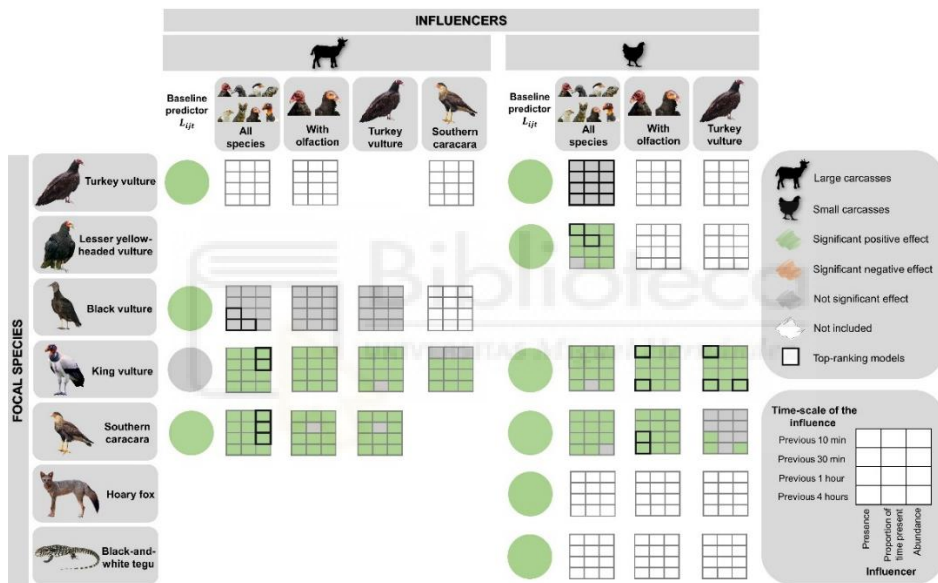 INFLUENCERS
Baseline
predictor
Lijt
All
species
With
olfaction
Turkey
vulture
Southern
caracara
Baseline
predictor
Lijt
All
species
With
olfaction
Turkey
vulture
FOCAL SPECIES
Turkey vulture
Lesser yellow-
headed vulture
Black vulture
King vulture
Southern
caracara
Hoary fox
Black-and-
white tegu
Large carcasses
Small carcasses
Significant positive effect
Significant negative effect
Not significant effect
Not included
Top-ranking models
Time-scale of the
influence
Previous 10 min
Previous 30 min
Previous 1 hour
Previous 4 hours
Presence
Proportion of
time present
Abundance
Influencer
Biblioteca
UNIVERSITAS Miguel Hernández